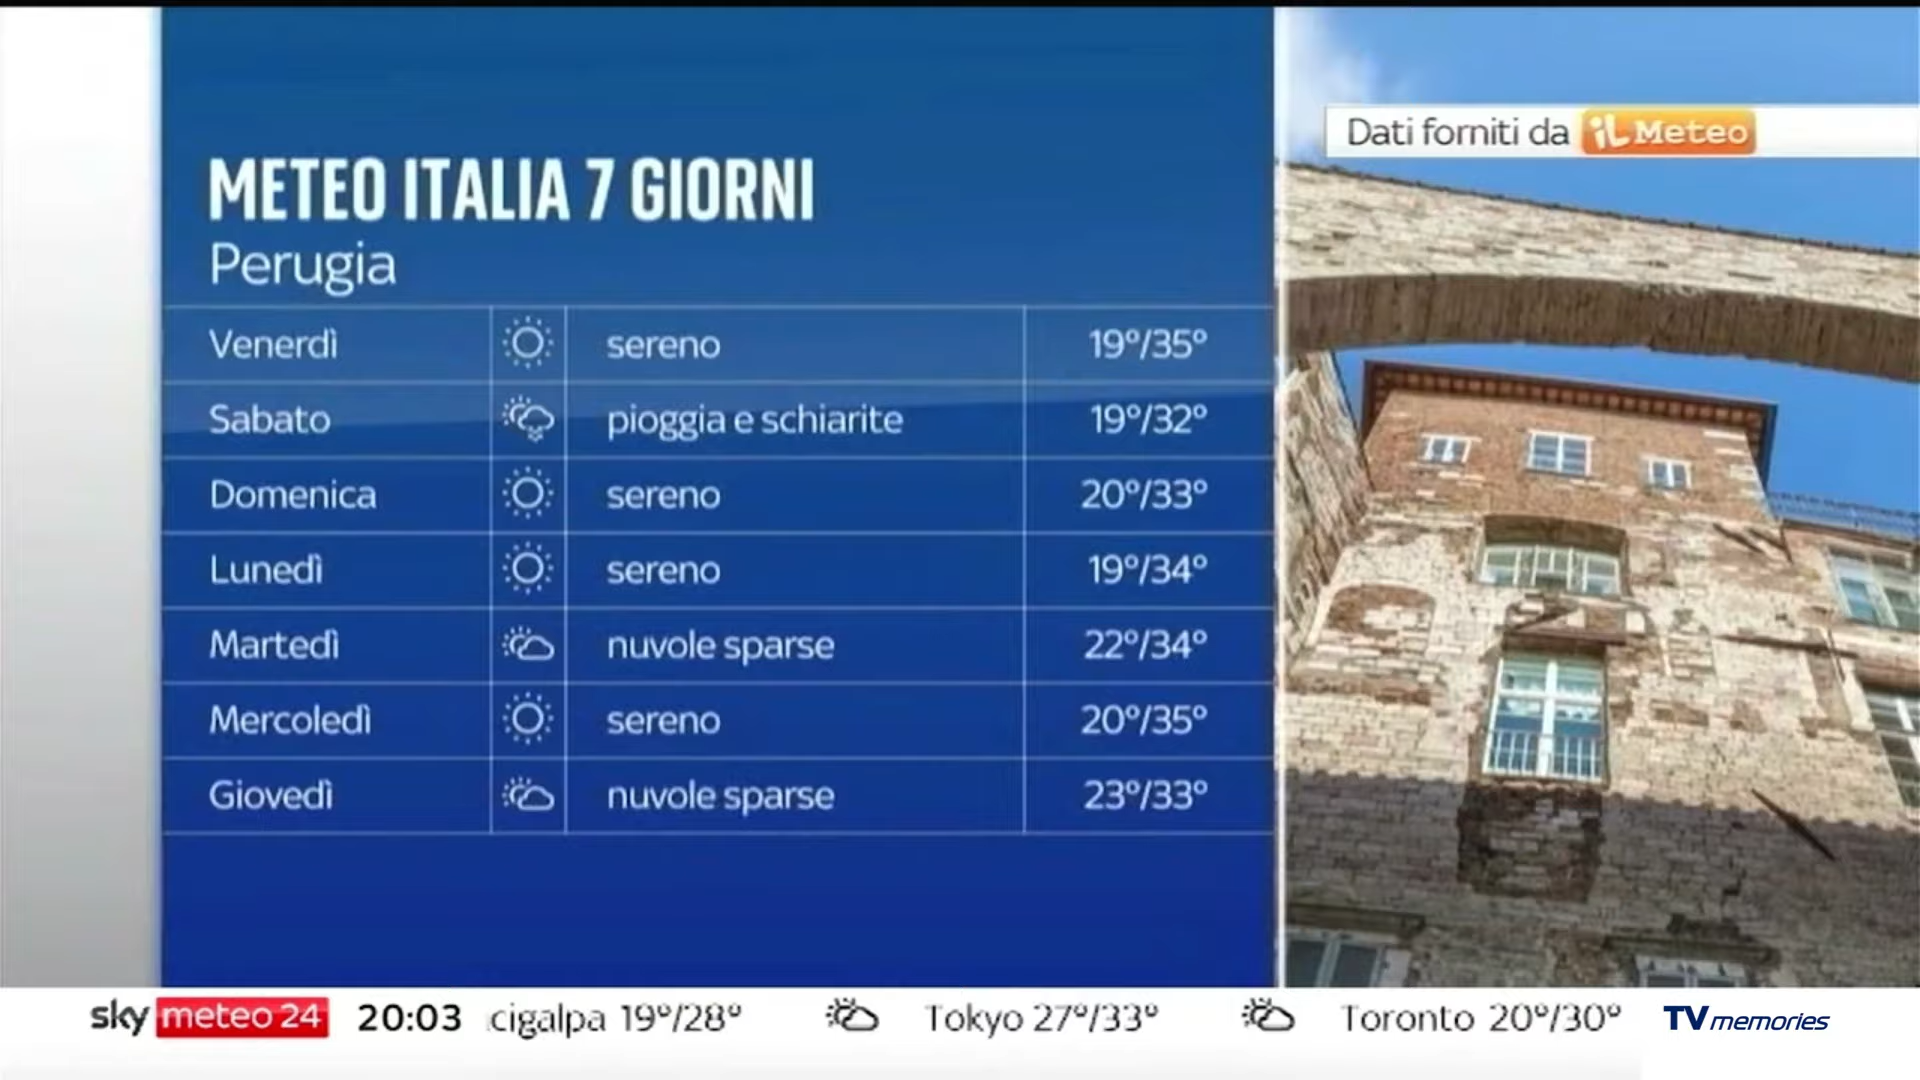 Dati forniti da iL Meteo
METEO ITALIA 7 GIORNI
Perugia
Venerdì sereno 19°/35°
Sabato pioggia e schiarite 19°/32°
Domenica sereno 20°/33°
Lunedì sereno 19°/34°
Martedì nuvole sparse 22°/34°
Mercoledì sereno 20°/35°
Giovedì nuvole sparse 23°/33°
sky meteo 24 20:03 cigalpa 19°/28° Tokyo 27°/33° Toronto 20°/30° TV memories